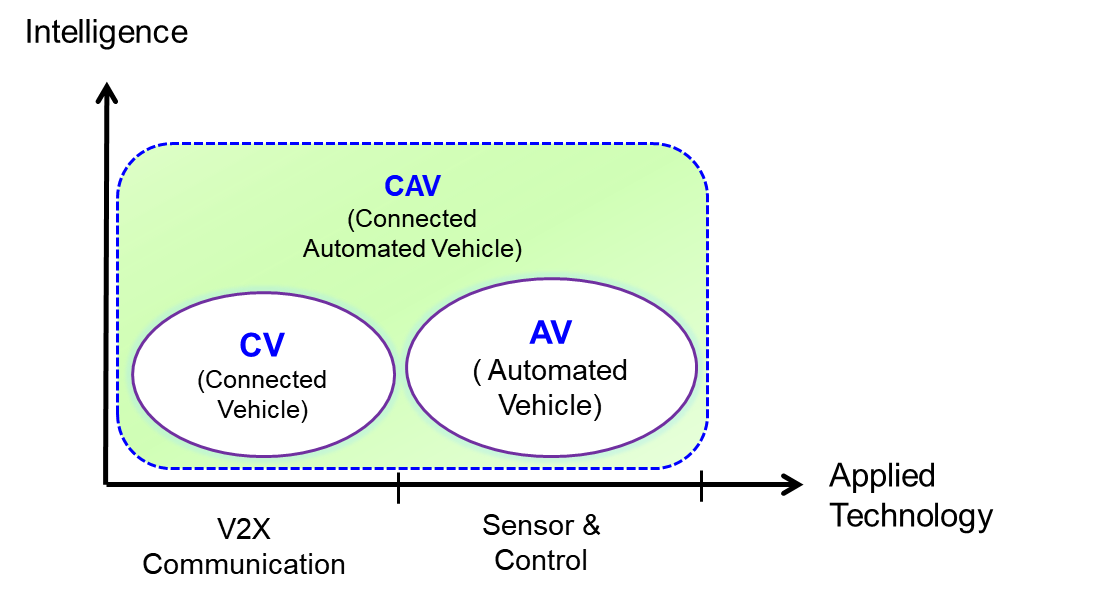 Intelligence
CAV
(Connected
Automated Vehicle)
CV
(Connected
Vehicle)
AV
( Automated
Vehicle)
Applied
Technology
V2X
Communication
Sensor &
Control